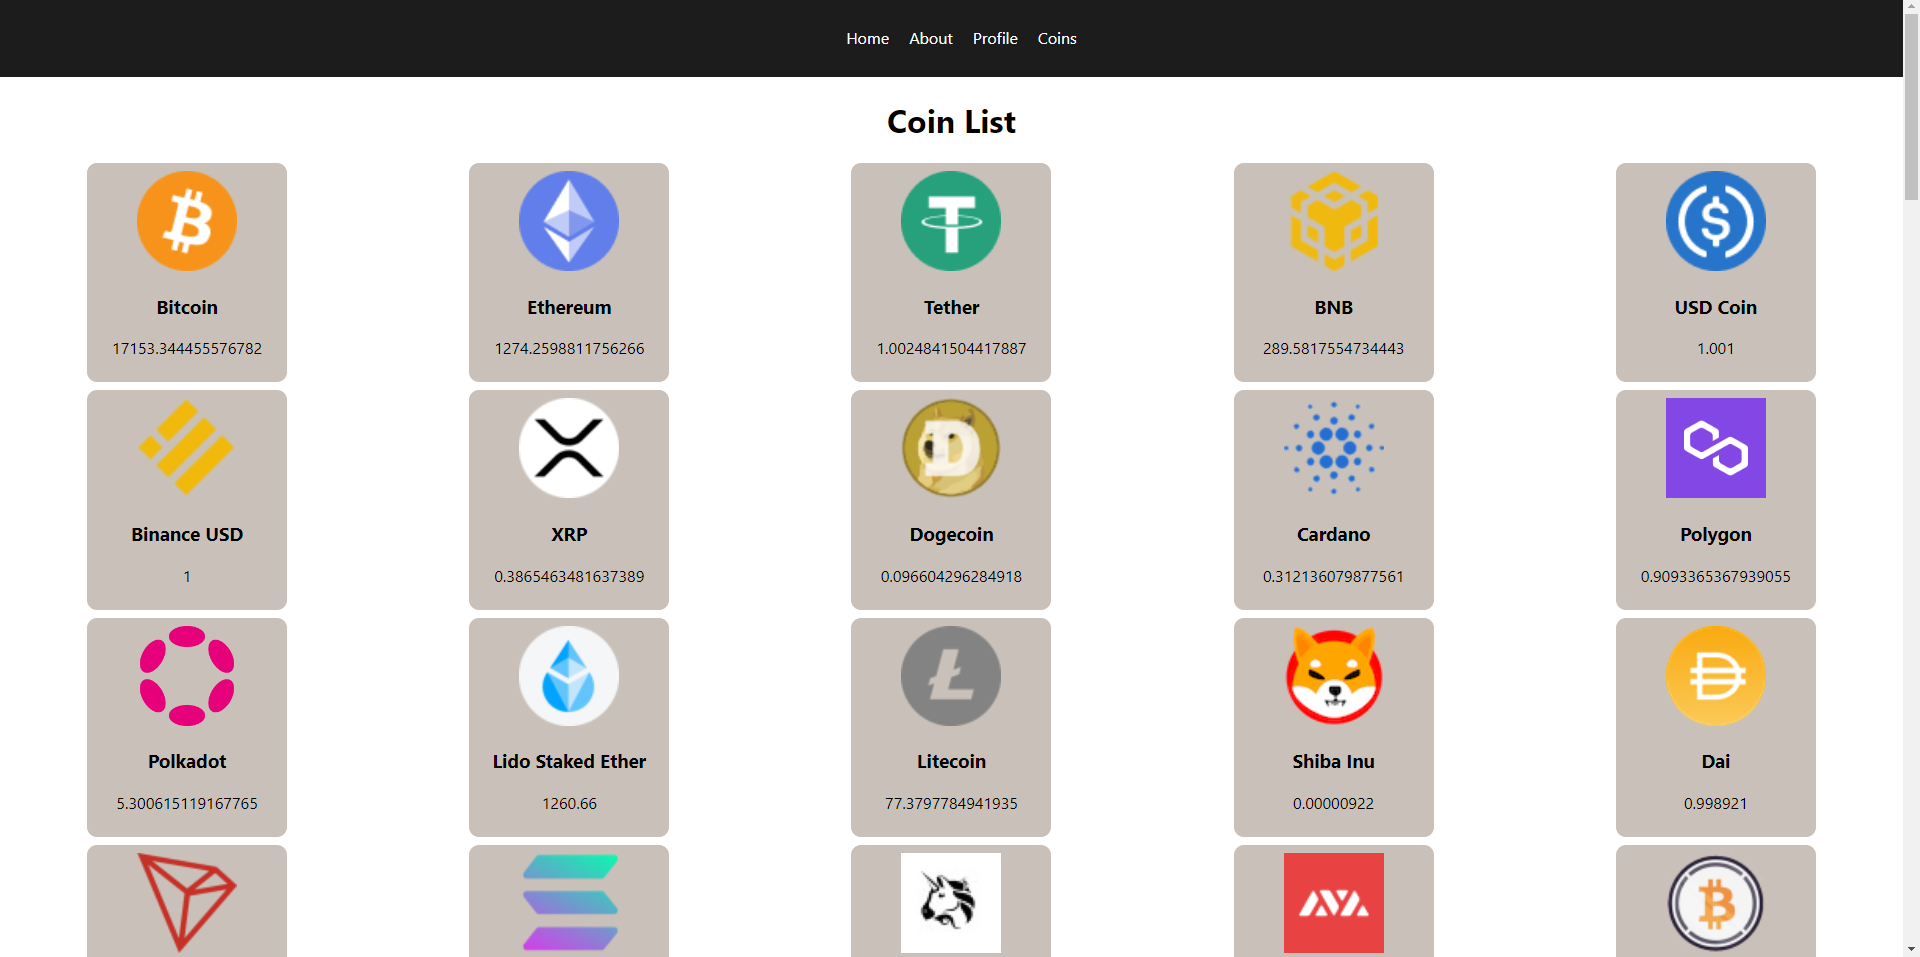 Home About Profile Coins
Coin List
Bitcoin Ethereum Tether BNB USD Coin
17153.344455576782 1274.2598811756266 1.0024841504417887 289.5817554734443 1.001
Binance USD XRP Dogecoin Cardano Polygon
1 0.3865463481637389 0.096604296284918 0.312136079877561 0.9093365367939055
Polkadot Lido Staked Ether Litecoin Shiba Inu Dai
5.300615119167765 1260.66 77.3797784941935 0.00000922 0.998921